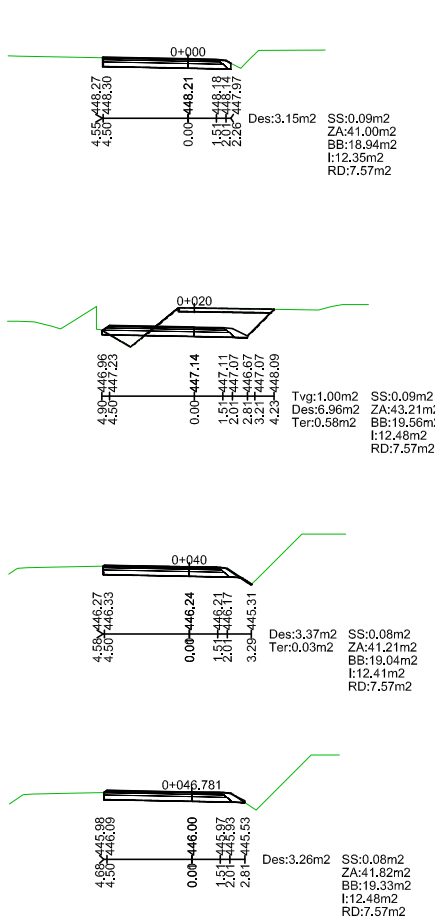 0+000
448.27 448.30 448.21 448.18 448.14 447.97
4.55 4.50 0.00 1.51 2.01 2.26
Des:3.15m2 SS:0.09m2
ZA:41.00m2
BB:18.94m2
I:12.35m2
RD:7.57m2
0+020
446.96 447.23 447.14 447.11 447.07 446.67 447.07 448.09
4.90 4.50 0.00 1.51 2.01 2.81 3.21 4.23
Tvg:1.00m2 SS:0.09m2
Des:6.96m2 ZA:43.21m2
Ter:0.58m2 BB:19.56m2
I:12.48m2
RD:7.57m2
0+040
446.27 446.33 446.24 446.21 446.17 445.31
4.58 4.50 0.00 1.51 2.01 3.29
Des:3.37m2 SS:0.08m2
Ter:0.03m2 ZA:41.21m2
BB:19.04m2
I:12.41m2
RD:7.57m2
0+046.781
445.98 446.09 446.00 445.97 445.93 445.53
4.68 4.50 0.00 1.51 2.01 2.81
Des:3.26m2 SS:0.08m2
ZA:41.82m2
BB:19.33m2
I:12.48m2
RD:7.57m2